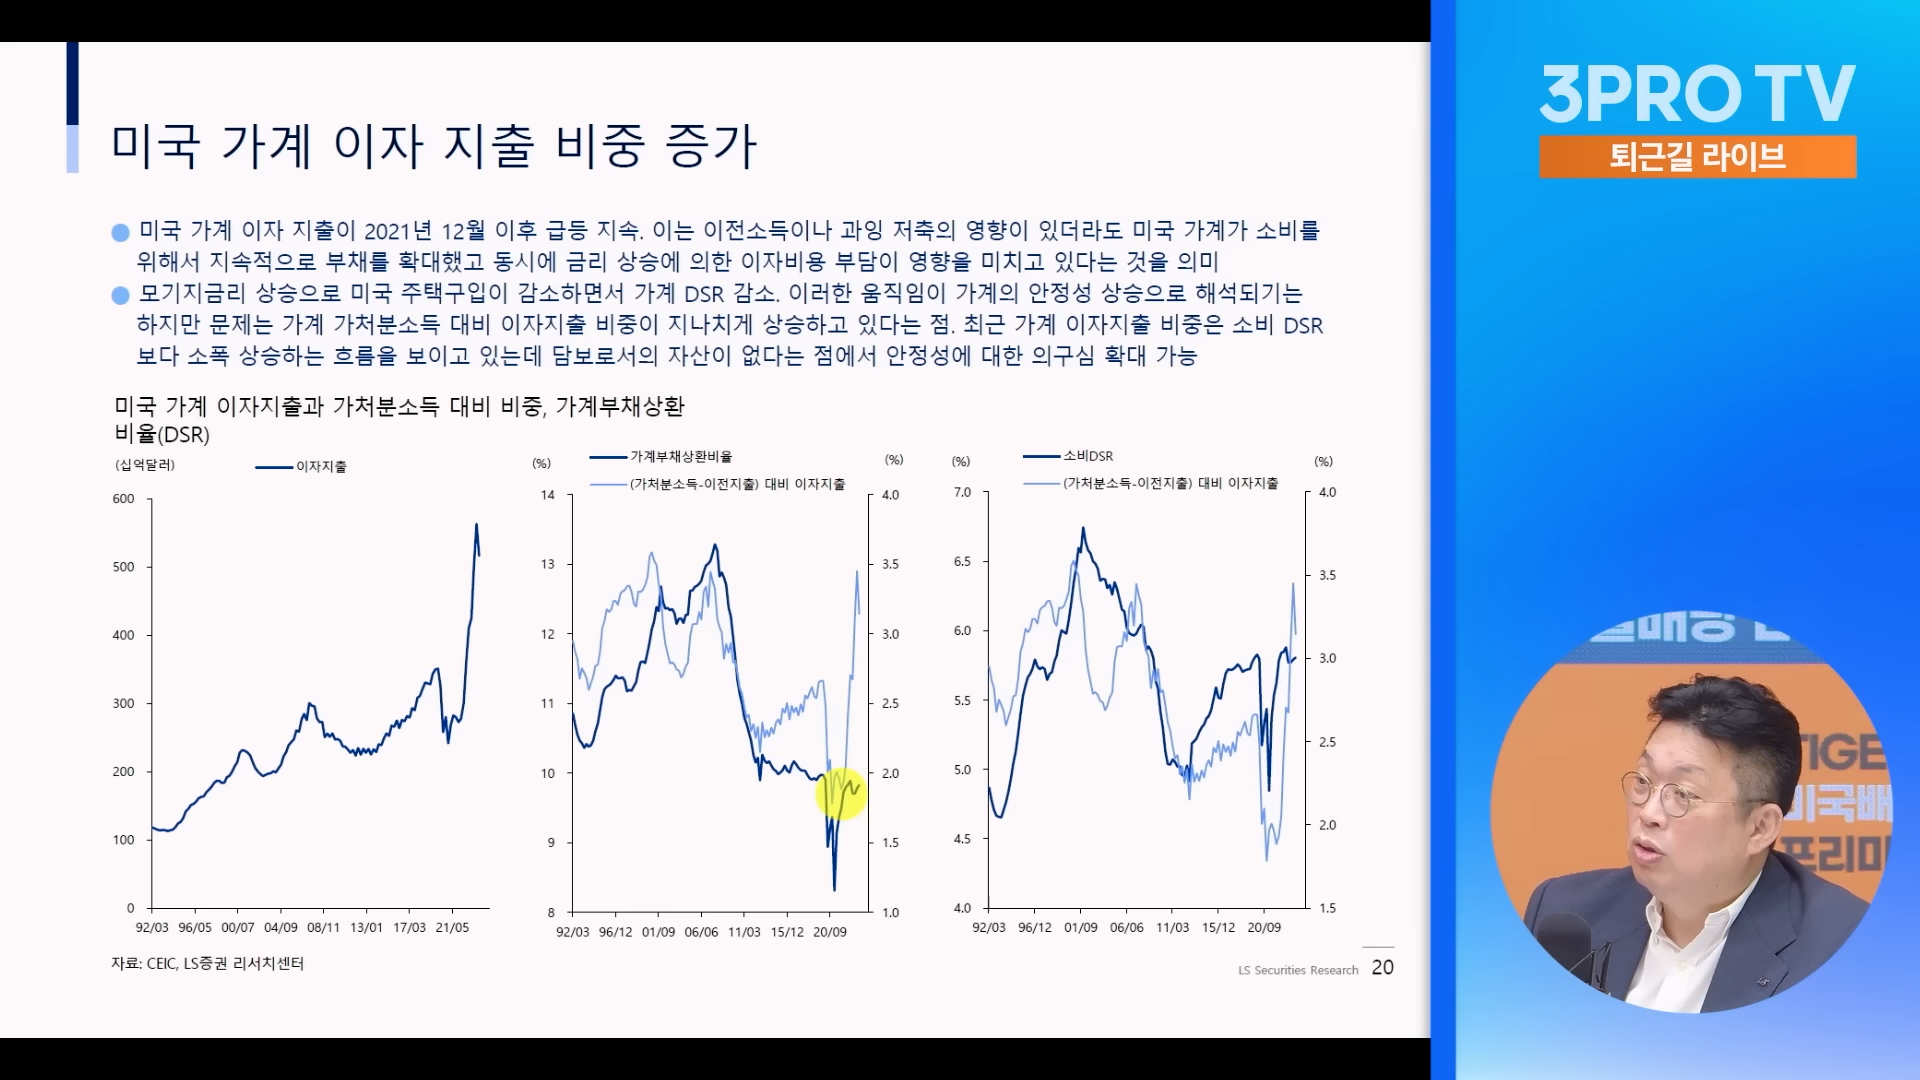 3PRO TV
퇴근길 라이브
미국 가계 이자 지출 비중 증가
미국 가계 이자 지출이 2021년 12월 이후 급등 지속. 이는 이전소득이나 과잉 저축의 영향이 있더라도 미국 가계가 소비를
위해서 지속적으로 부채를 확대했고 동시에 금리 상승에 의한 이자비용 부담이 영향을 미치고 있다는 것을 의미
모기지금리 상승으로 미국 주택구입이 감소하면서 가계 DSR 감소. 이러한 움직임이 가계의 안정성 상승으로 해석되기는
하지만 문제는 가계 가처분소득 대비 이자지출 비중이 지나치게 상승하고 있다는 점. 최근 가계 이자지출 비중은 소비 DSR
보다 소폭 상승하는 흐름을 보이고 있는데 담보로서의 자산이 없다는 점에서 안정성에 대한 의구심 확대 가능
미국 가계 이자지출과 가처분소득 대비 비중, 가계부채상환
비율(DSR)
(십억달러)
이자지출
600
500
400
300
200
100
0
92/03 96/05 00/07 04/09 08/11 13/01 17/03 21/05
(%)
가계부채상환비율
(%)
(가처분소득-이전지출) 대비 이자지출
14
13
12
11
10
9
8
4.0
3.5
3.0
2.5
2.0
1.5
1.0
92/03 96/12 01/09 06/06 11/03 15/12 20/09
(%)
소비DSR
(%)
(가처분소득-이전지출) 대비 이자지출
7.0
6.5
6.0
5.5
5.0
4.5
4.0
4.0
3.5
3.0
2.5
2.0
1.5
92/03 96/12 01/09 06/06 11/03 15/12 20/09
자료: CEIC, LS증권 리서치센터
LS Securities Research 20
TIGE
미국배
프리미